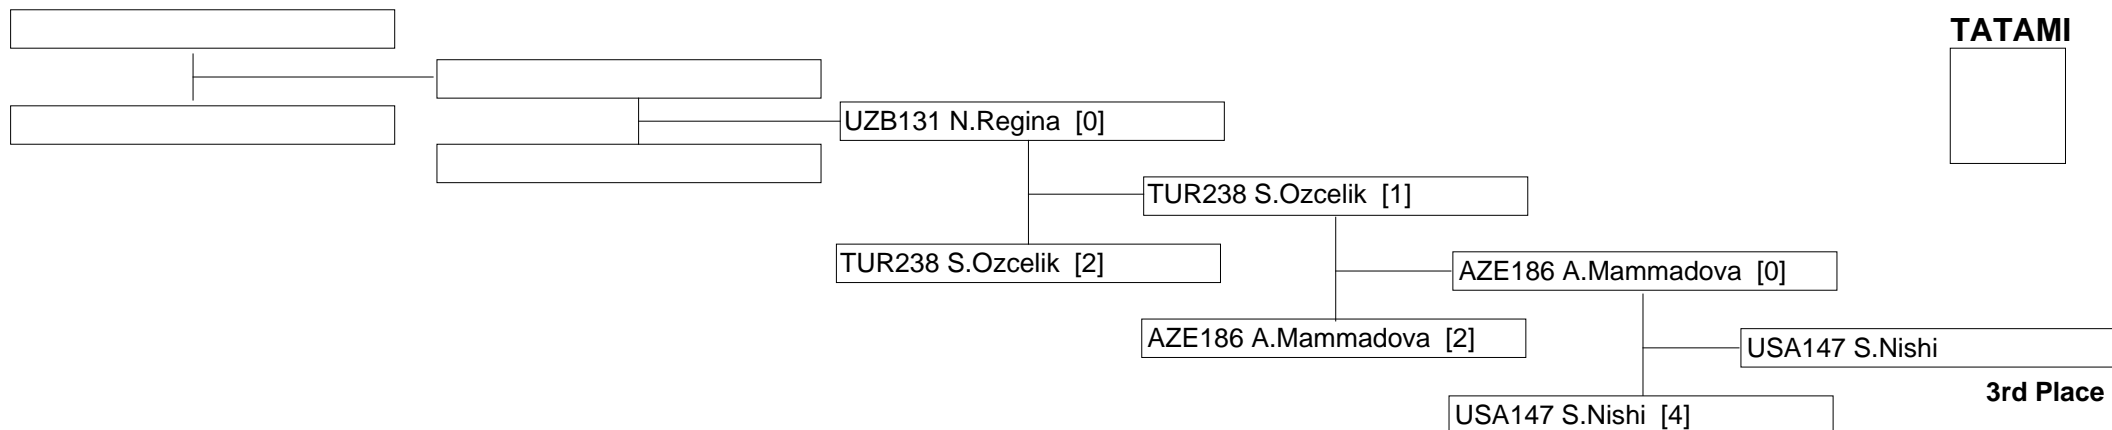 TATAMI
UZB131 N.Regina [0]
TUR238 S.Ozcelik [1]
TUR238 S.Ozcelik [2]
AZE186 A.Mammadova [0]
AZE186 A.Mammadova [2]
USA147 S.Nishi
3rd Place
USA147 S.Nishi [4]